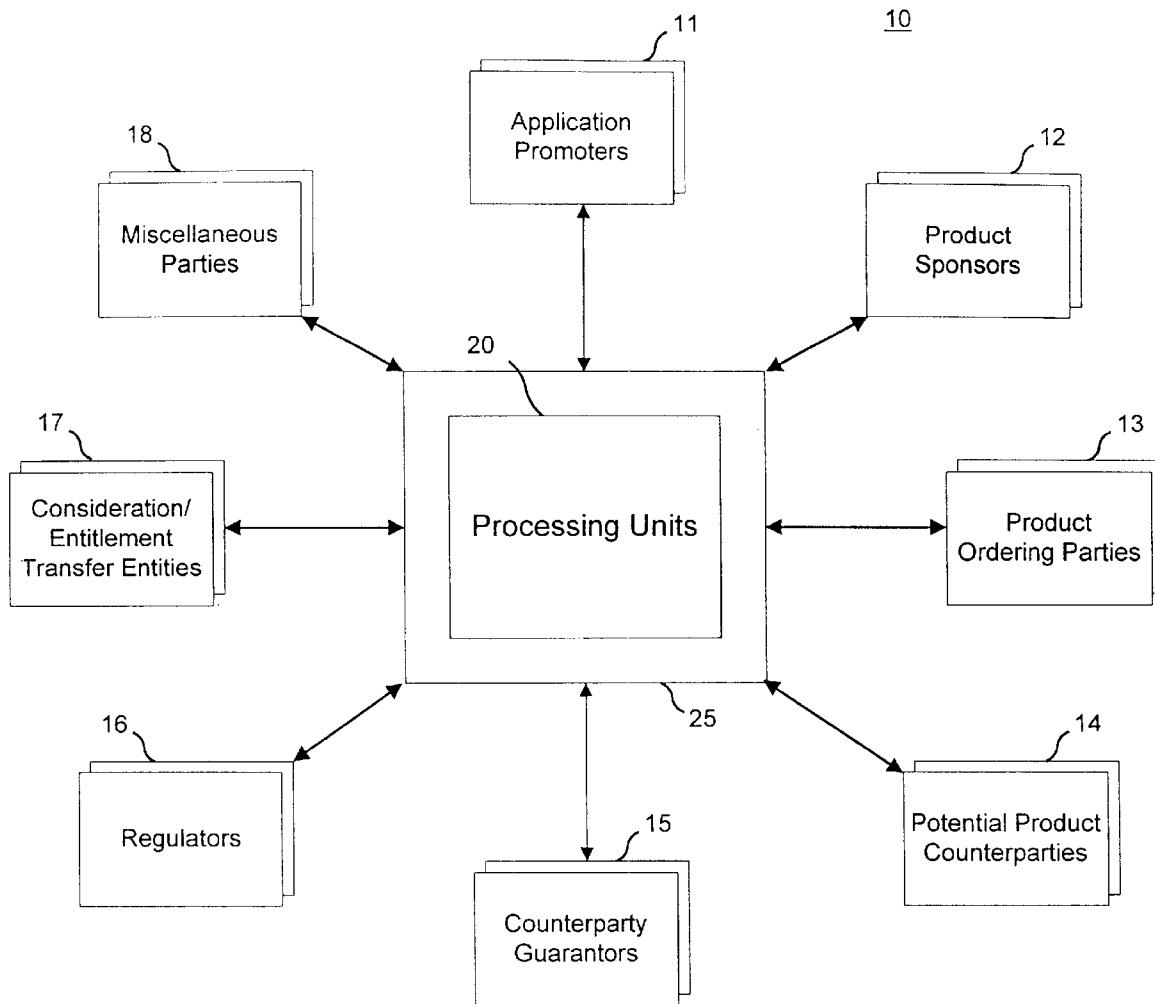 10
11
Application
Promoters
18
Miscellaneous
Parties
12
Product
Sponsors
20
Processing Units
17
Consideration/
Entitlement
Transfer Entities
13
Product
Ordering Parties
25
16
Regulators
14
Potential Product
Counterparties
15
Counterparty
Guarantors